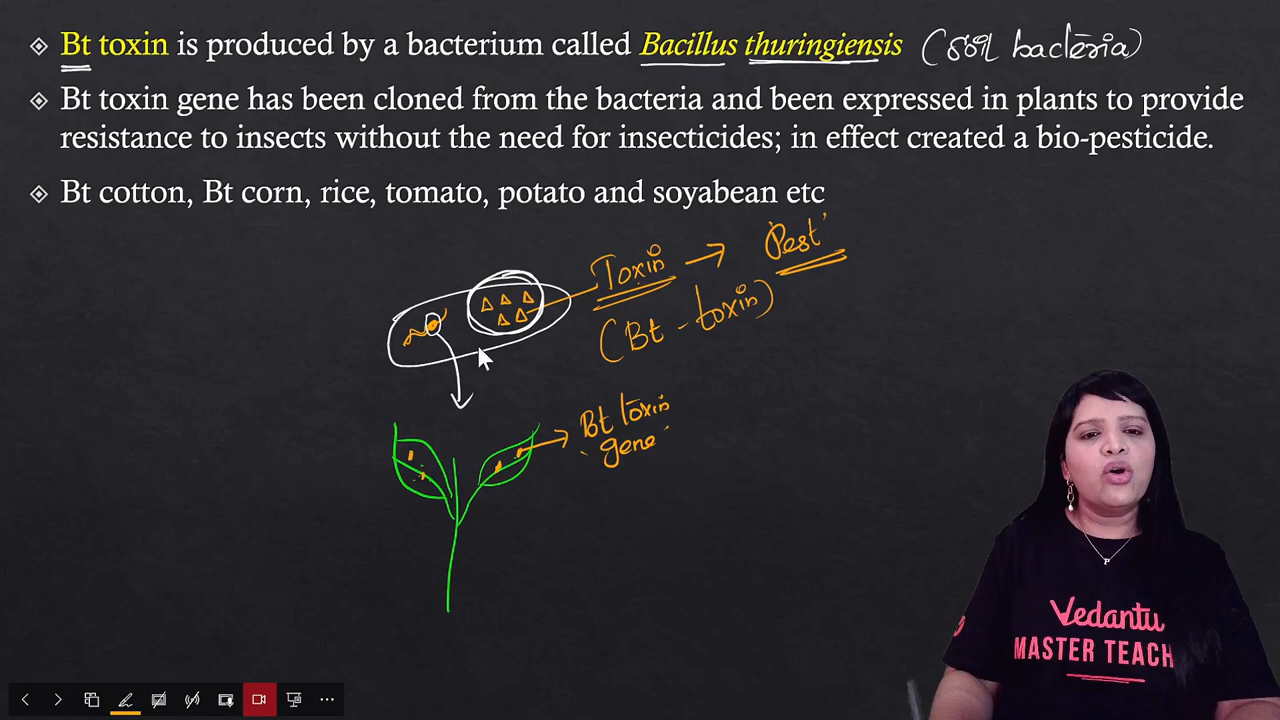 Bt toxin is produced by a bacterium called Bacillus thuringiensis (soil bacteria)
Bt toxin gene has been cloned from the bacteria and been expressed in plants to provide
resistance to insects without the need for insecticides; in effect created a bio-pesticide.
Bt cotton, Bt corn, rice, tomato, potato and soyabean etc
Toxin → Pest
(Bt - toxin)
Bt toxin
gene
P
Vedantu
MASTER TEACH